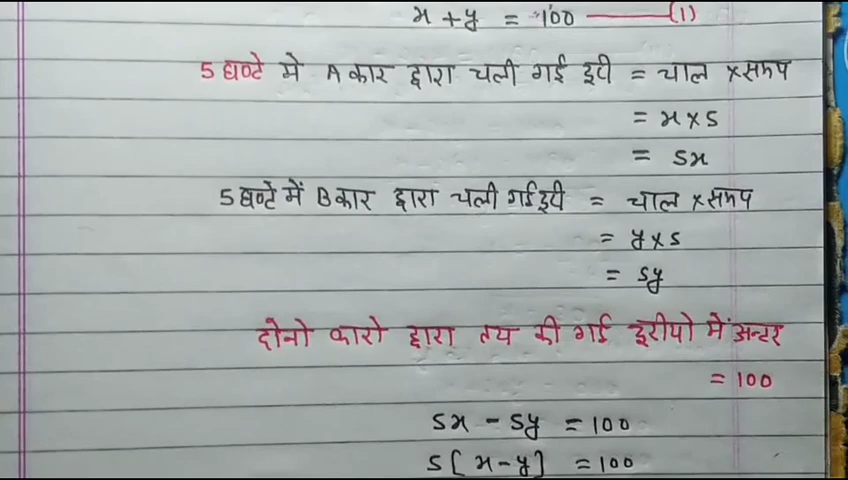 x + y = 100 ——— (1)
5 घण्टे मे A कार द्वारा चली गई दूरी = चाल × समय
= x × 5
= 5x
5 घण्टे में B कार द्वारा चली गई दूरी = चाल × समय
= y × 5
= 5y
दोनो कारो द्वारा तय की गई दूरीयो में अन्तर
= 100
5x - 5y = 100
5 [ x - y ] = 100